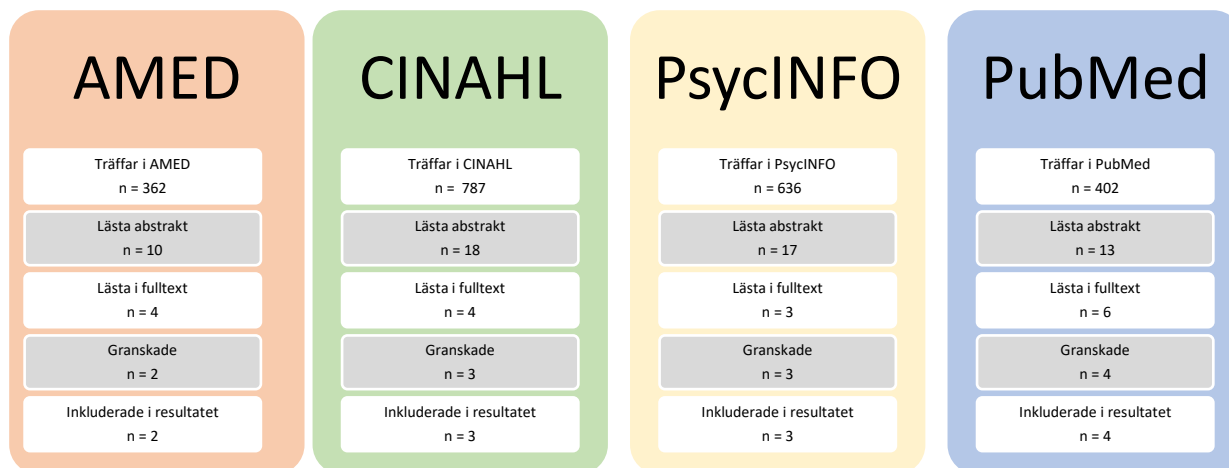 AMED
Träffar i AMED
n = 362
Lästa abstrakt
n = 10
Lästa i fulltext
n = 4
Granskade
n = 2
Inkluderade i resultatet
n = 2
CINAHL
Träffar i CINAHL
n =  787
Lästa abstrakt
n = 18
Lästa i fulltext
n = 4
Granskade
n = 3
Inkluderade i resultatet
n = 3
PsycINFO
Träffar i PsycINFO
n = 636
Lästa abstrakt
n = 17
Lästa i fulltext
n = 3
Granskade
n = 3
Inkluderade i resultatet
n = 3
PubMed
Träffar i PubMed
n = 402
Lästa abstrakt
n = 13
Lästa i fulltext
n = 6
Granskade
n = 4
Inkluderade i resultatet
n = 4